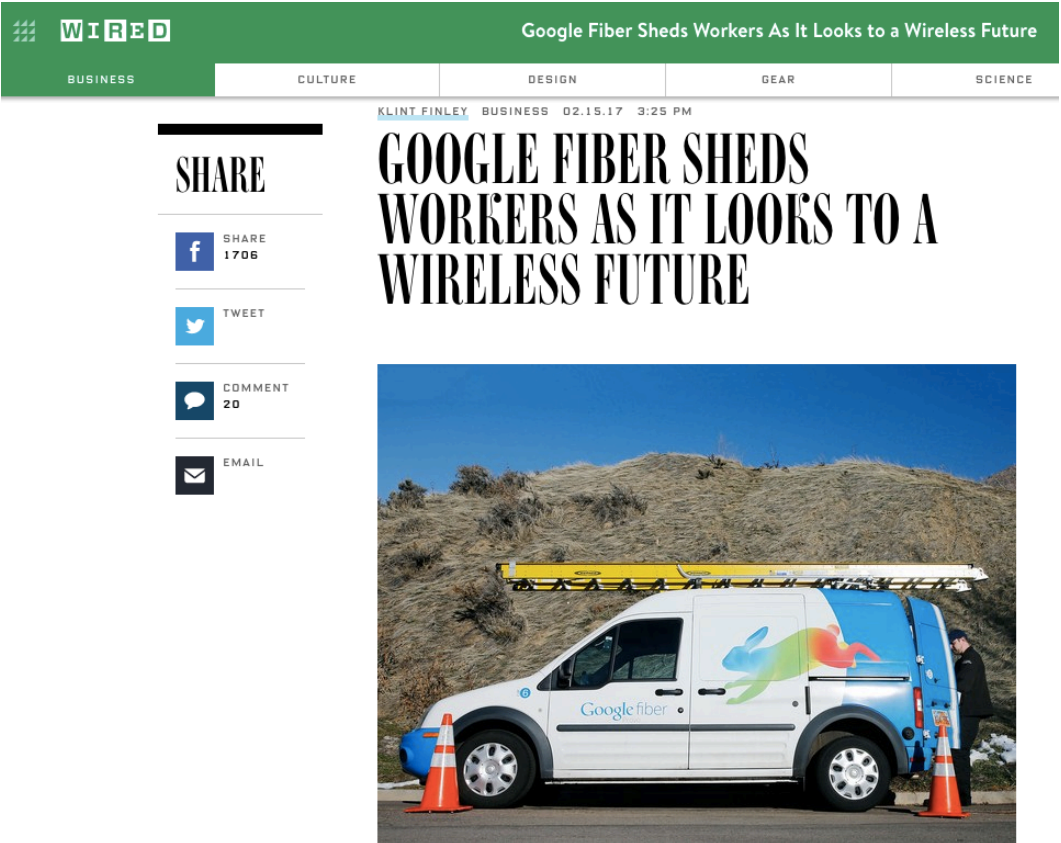 WIRED
Google Fiber Sheds Workers As It Looks to a Wireless Future
BUSINESS
CULTURE
DESIGN
GEAR
SCIENCE
KLINT FINLEY BUSINESS 02.15.17 3:25 PM
GOOGLE FIBER SHEDS
WORKERS AS IT LOOKS TO A
WIRELESS FUTURE
SHARE
f
SHARE
1706
TWEET
COMMENT
20
EMAIL
6
Google fiber